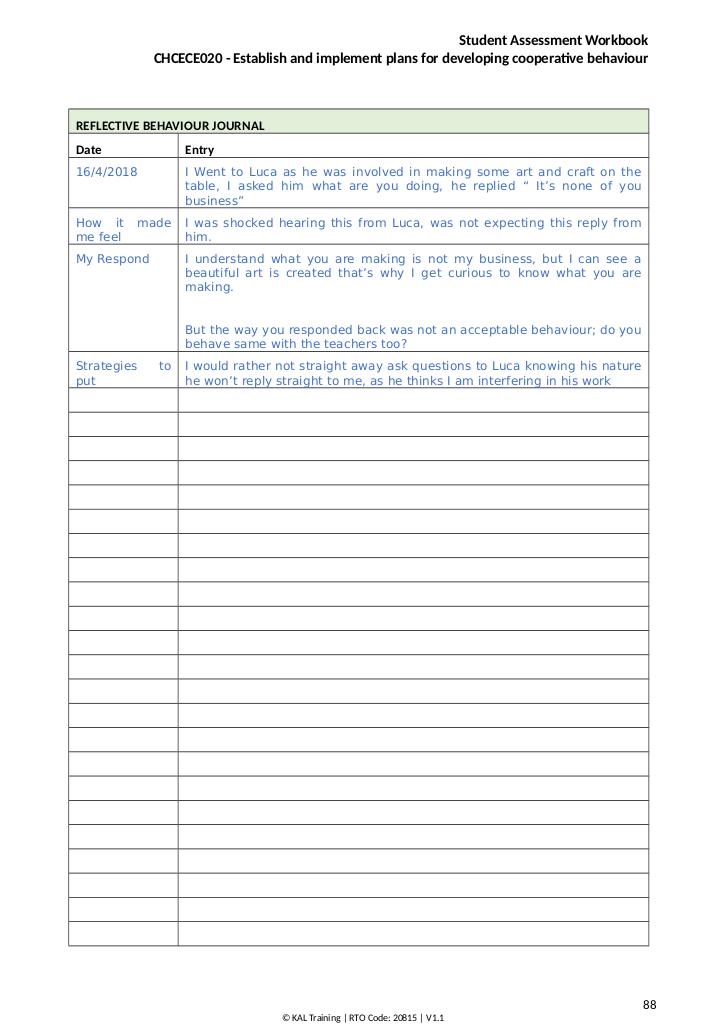 Student Assessment Workbook
CHCECE020 - Establish and implement plans for developing cooperative behaviour
REFLECTIVE BEHAVIOUR JOURNAL
Date Entry
16/4/2018
I Went to Luca as he was involved in making some art and craft on the
table, I asked him what are you doing, he replied “ It’s none of you
business”
How it made
me feel
I was shocked hearing this from Luca, was not expecting this reply from
him.
My Respond
I understand what you are making is not my business, but I can see a
beautiful art is created that’s why I get curious to know what you are
making.
But the way you responded back was not an acceptable behaviour; do you
behave same with the teachers too?
Strategies to
put
I would rather not straight away ask questions to Luca knowing his nature
he won’t reply straight to me, as he thinks I am interfering in his work
88
© KAL Training | RTO Code: 20815 | V1.1